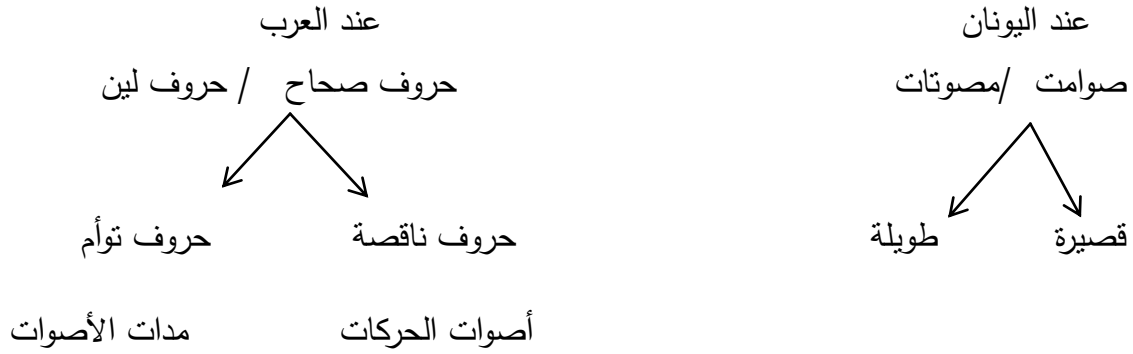 عند اليونان
عند العرب
صوامت /مصوتات
حروف صحاح / حروف لين
قصيرة طويلة
حروف ناقصة حروف توأم
أصوات الحركات مدات الأصوات